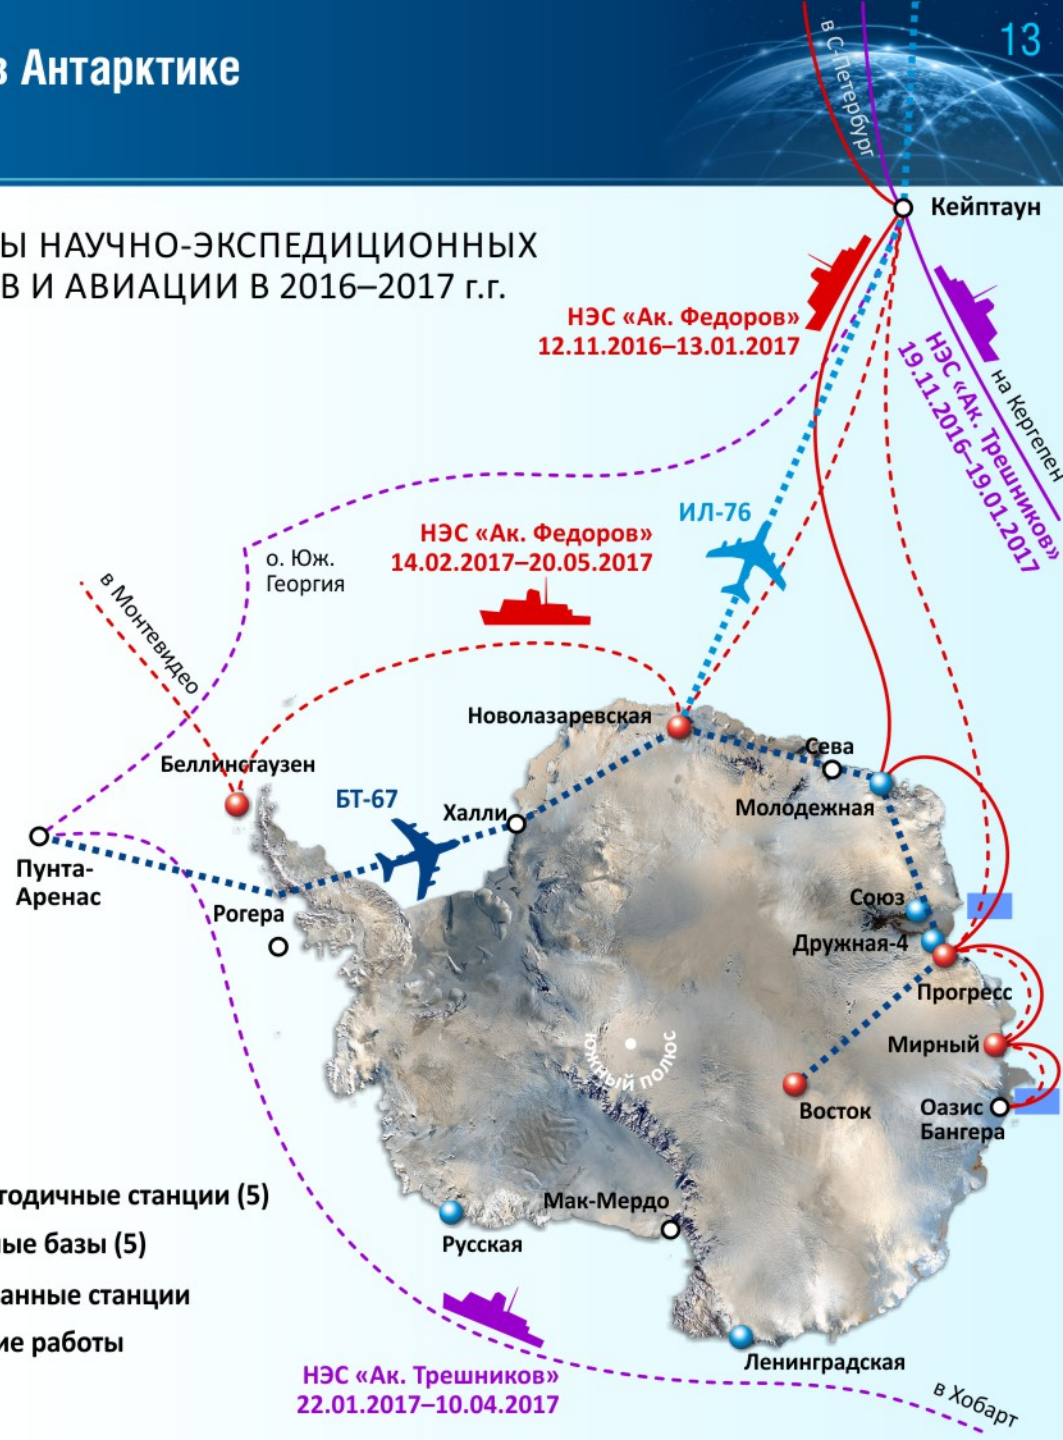 13
в Антарктике
в С-Петербург
Кейптаун
Ы НАУЧНО-ЭКСПЕДИЦИОННЫХ
В И АВИАЦИИ В 2016–2017 г.г.
НЭС «Ак. Федоров»
12.11.2016–13.01.2017
НЭС «Ак. Трешников»
19.11.2016–19.01.2017
на Кергелен
ИЛ-76
НЭС «Ак. Федоров»
14.02.2017–20.05.2017
о. Юж.
Георгия
в Монтевидео
Новолазаревская
Сева
Беллинсгаузен
БТ-67
Халли
Молодежная
Пунта-
Аренас
Рогера
Союз
Дружная-4
Прогресс
Мирный
южный полюс
Восток
Оазис
Бангера
годичные станции (5)
ные базы (5)
анные станции
ие работы
Мак-Мердо
Русская
Ленинградская
НЭС «Ак. Трешников»
22.01.2017–10.04.2017
в Хобарт